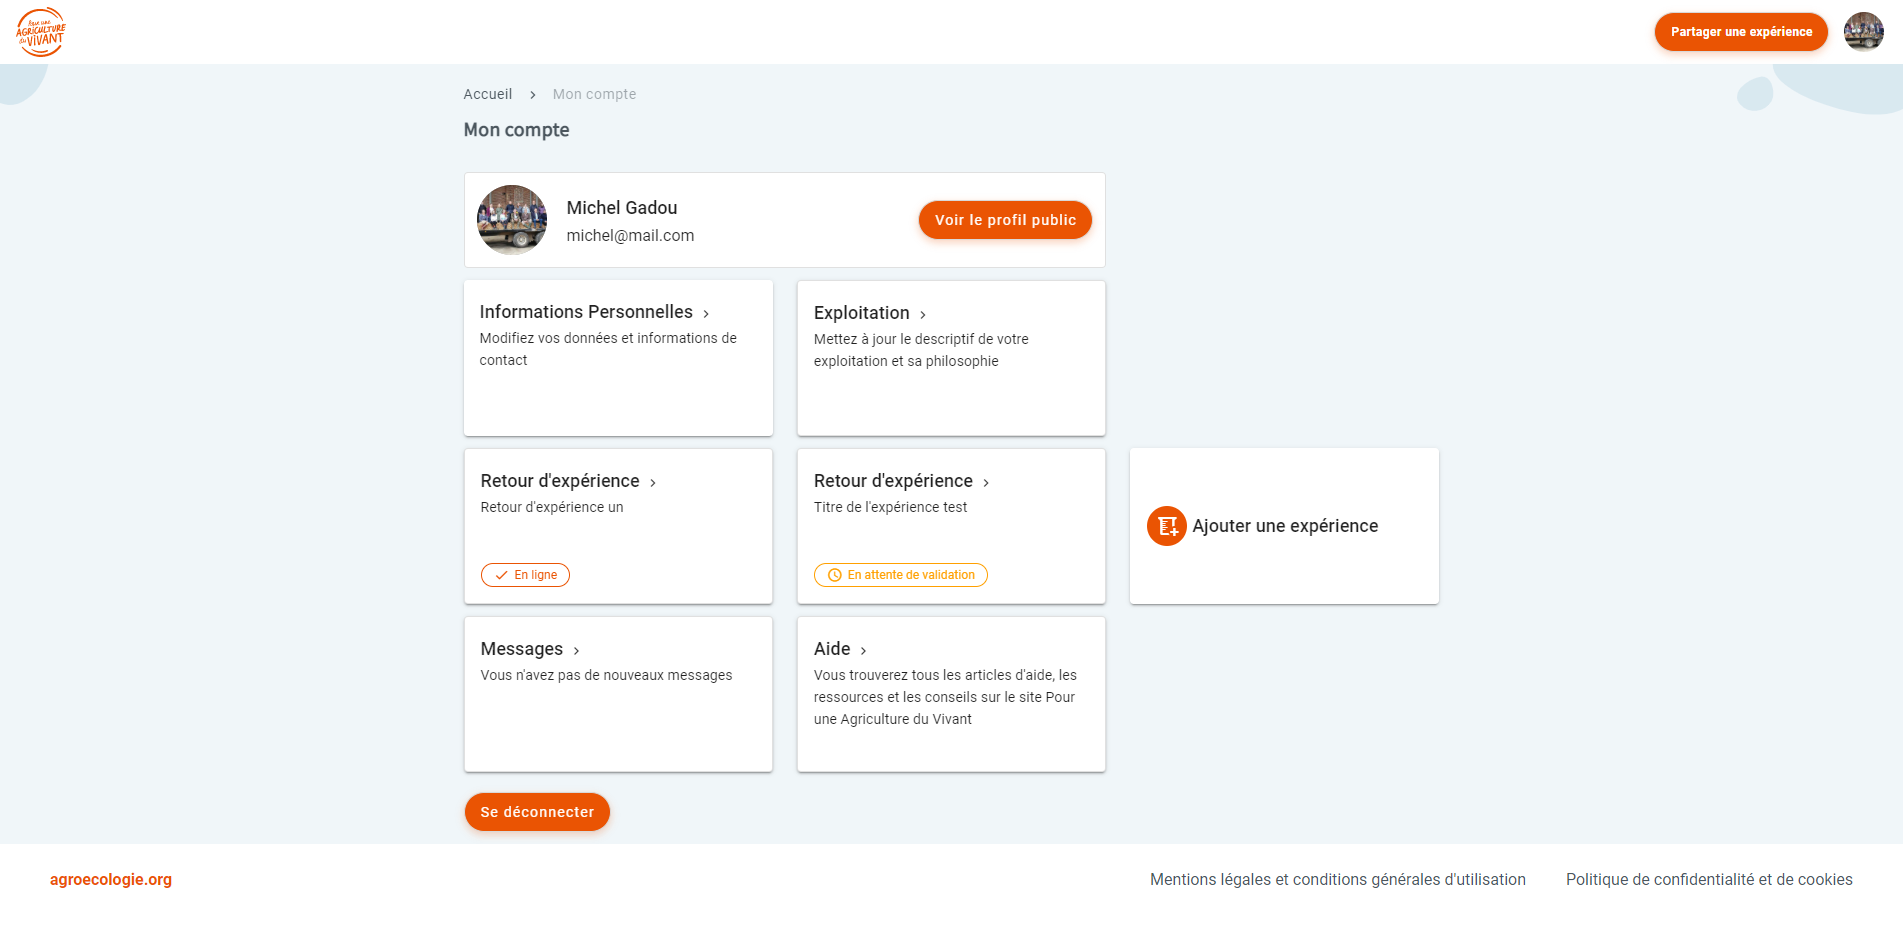 Pour une
AGRICULTURE
du VIVANT
Partager une expérience
Accueil > Mon compte
Mon compte
Michel Gadou
michel@mail.com
Voir le profil public
Informations Personnelles >
Modifiez vos données et informations de
contact
Exploitation >
Mettez à jour le descriptif de votre
exploitation et sa philosophie
Retour d'expérience >
Retour d'expérience un
En ligne
Retour d'expérience >
Titre de l'expérience test
En attente de validation
Ajouter une expérience
Messages >
Vous n'avez pas de nouveaux messages
Aide >
Vous trouverez tous les articles d'aide, les
ressources et les conseils sur le site Pour
une Agriculture du Vivant
Se déconnecter
agroecologie.org
Mentions légales et conditions générales d'utilisation
Politique de confidentialité et de cookies